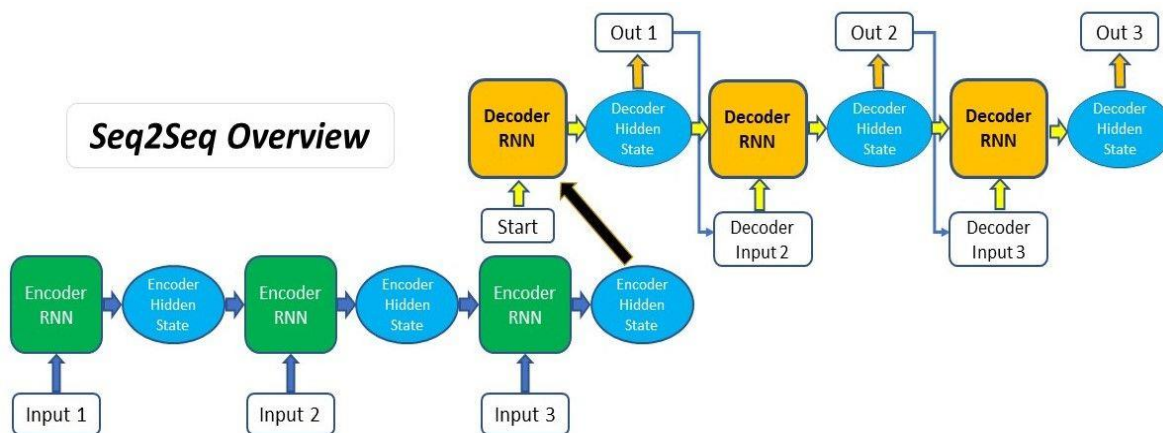 Out 1
Out 2
Out 3
Seq2Seq Overview
Decoder
RNN
Decoder
Hidden
State
Decoder
RNN
Decoder
Hidden
State
Decoder
RNN
Decoder
Hidden
State
Start
Decoder
Input 2
Decoder
Input 3
Encoder
RNN
Encoder
Hidden
State
Encoder
RNN
Encoder
Hidden
State
Encoder
RNN
Encoder
Hidden
State
Input 1
Input 2
Input 3